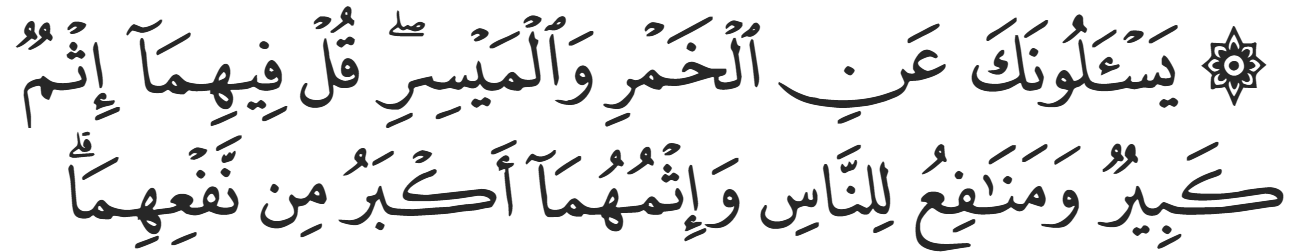 ۞ يَسْـَٔلُونَكَ عَنِ ٱلْخَمْرِ وَٱلْمَيْسِرِ ۖ قُلْ فِيهِمَآ إِثْمٌ
كَبِيرٌ وَمَنَـٰفِعُ لِلنَّاسِ وَإِثْمُهُمَآ أَكْبَرُ مِن نَّفْعِهِمَا ۗ